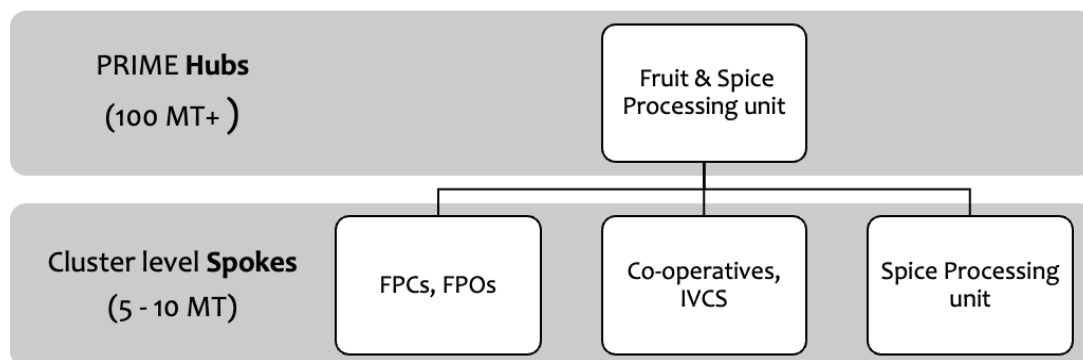 PRIME Hubs
(100 MT+ )
Fruit & Spice
Processing unit
Cluster level Spokes
(5 - 10 MT)
FPCs, FPOs
Co-operatives,
IVCS
Spice Processing
unit